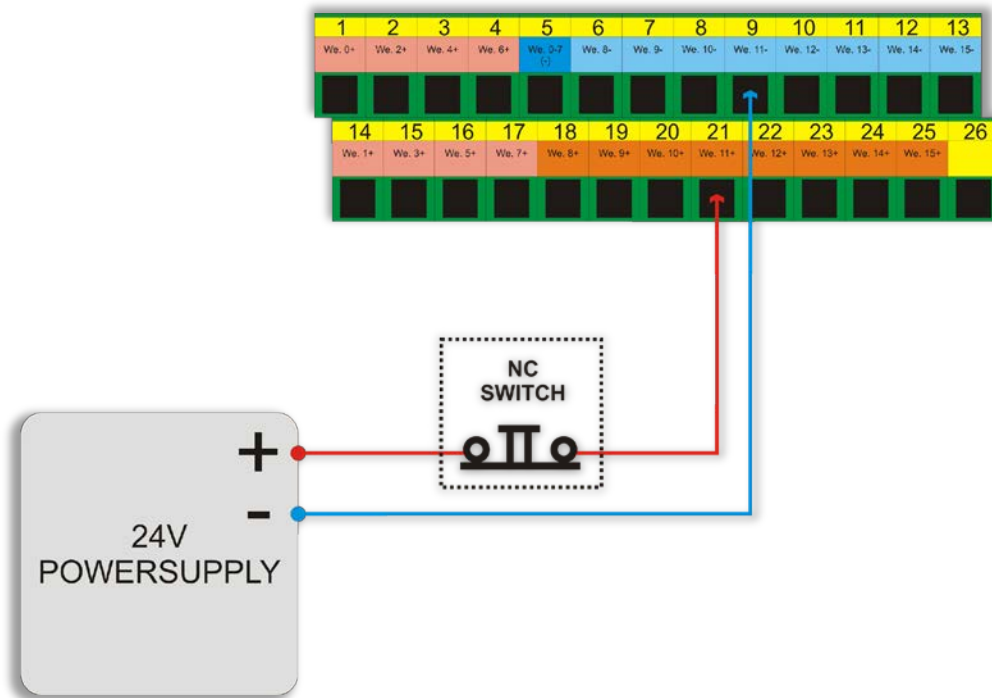 1 2 3 4 5 6 7 8 9 10 11 12 13
We. 0+ We. 2+ We. 4+ We. 6+ We. 0-7 We. 8- We. 9- We. 10- We. 11- We. 12- We. 13- We. 14- We. 15-
(-)
14 15 16 17 18 19 20 21 22 23 24 25 26
We. 1+ We. 3+ We. 5+ We. 7+ We. 8+ We. 9+ We. 10+ We. 11+ We. 12+ We. 13+ We. 14+ We. 15+
NC
SWITCH
+
-
24V
POWERSUPPLY